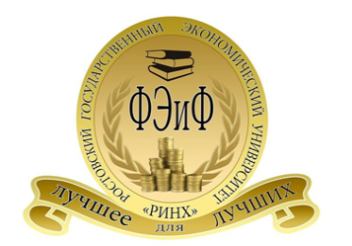 РОСТОВСКИЙ ГОСУДАРСТВЕННЫЙ ЭКОНОМИЧЕСКИЙ УНИВЕРСИТЕТ
ФЭиФ
«РИНХ»
лучшее для лучших